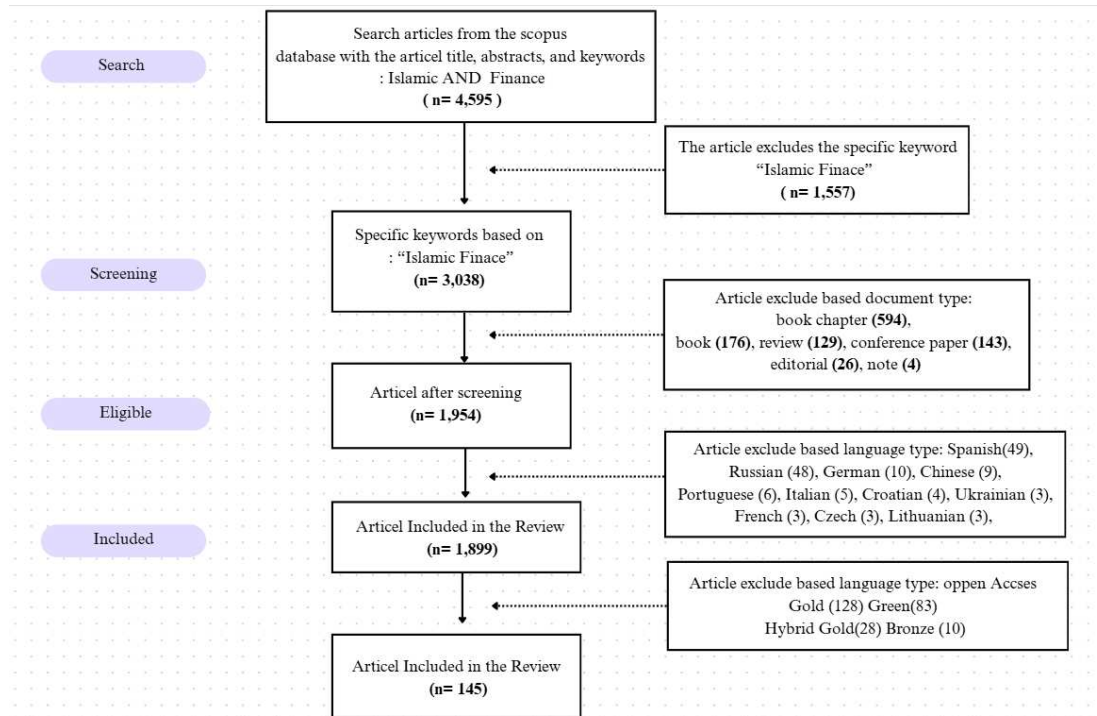 Search
Search articles from the scopus
database with the articel title, abstracts, and keywords
: Islamic AND Finance
( n= 4,595 )
The article excludes the specific keyword
“Islamic Finace”
( n= 1,557)
Screening
Specific keywords based on
: “Islamic Finace”
(n= 3,038)
Article exclude based document type:
book chapter (594),
book (176), review (129), conference paper (143),
editorial (26), note (4)
Eligible
Articel after screening
(n= 1,954)
Article exclude based language type: Spanish(49),
Russian (48), German (10), Chinese (9),
Portuguese (6), Italian (5), Croatian (4), Ukrainian (3),
French (3), Czech (3), Lithuanian (3),
Included
Articel Included in the Review
(n= 1,899)
Article exclude based language type: oppen Accses
Gold (128) Green(83)
Hybrid Gold(28) Bronze (10)
Articel Included in the Review
(n= 145)